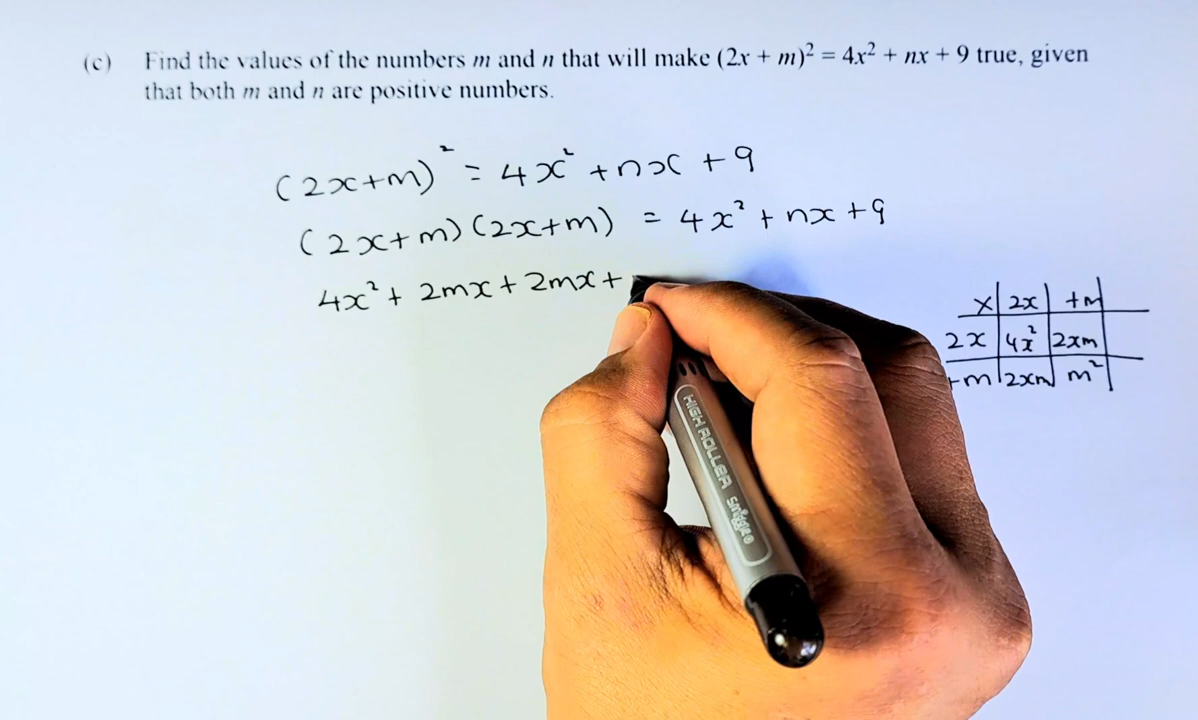 (c) Find the values of the numbers m and n that will make (2x + m)² = 4x² + nx + 9 true, given
that both m and n are positive numbers.
(2x+m)² = 4x² + nx + 9
(2x+m)(2x+m) = 4x² + nx + 9
4x² + 2mx + 2mx +
x 2x +m
2x 4x² 2xm
+m 2xm m²
HIGH ROLLER smiggle